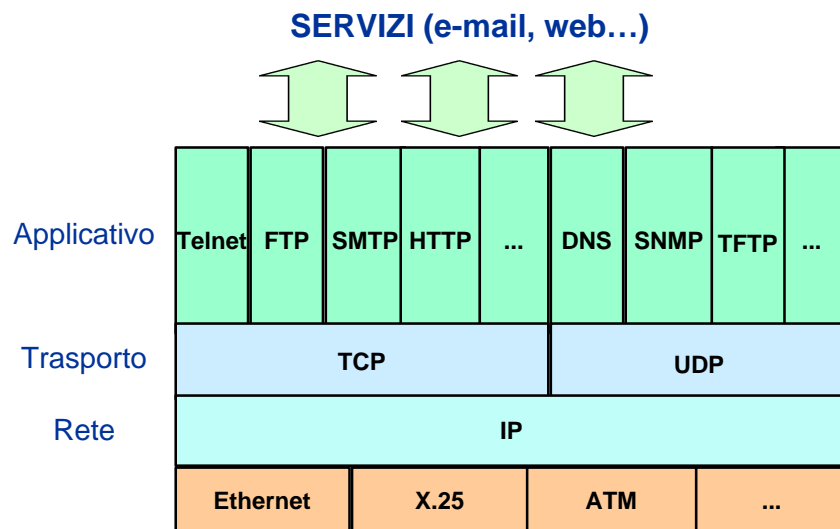 SERVIZI (e-mail, web…)
Applicativo
Telnet FTP SMTP HTTP ... DNS SNMP TFTP ...
Trasporto
TCP UDP
Rete
IP
Ethernet X.25 ATM ...